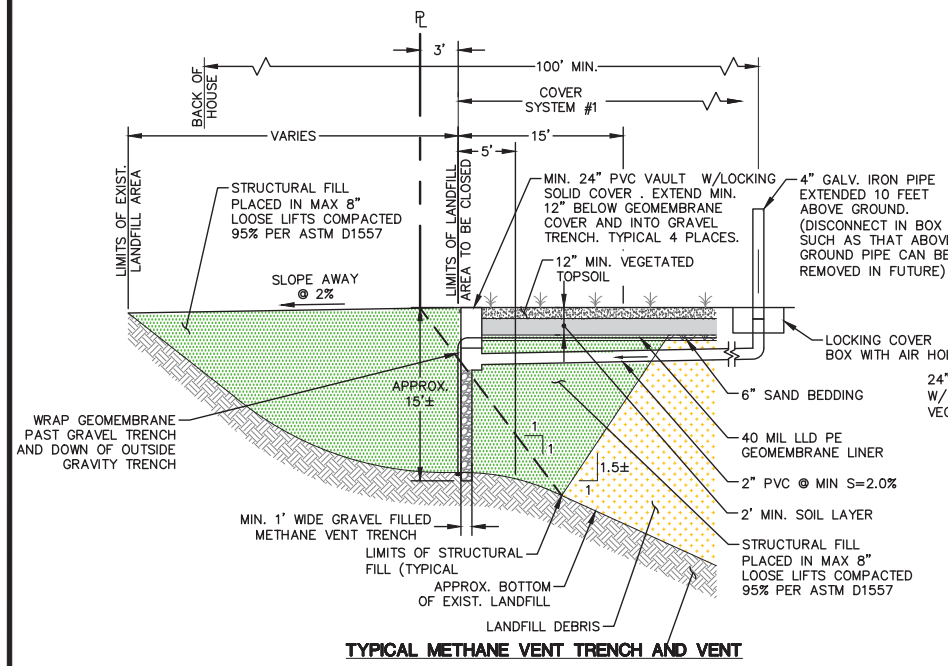 PL
3'
100' MIN.
BACK OF
HOUSE
COVER
SYSTEM #1
VARIES
15'
5'
LIMITS OF EXIST.
LANDFILL AREA
STRUCTURAL FILL
PLACED IN MAX 8"
LOOSE LIFTS COMPACTED
95% PER ASTM D1557
LIMITS OF LANDFILL
AREA TO BE CLOSED
MIN. 24" PVC VAULT W/LOCKING
SOLID COVER . EXTEND MIN.
12" BELOW GEOMEMBRANE
COVER AND INTO GRAVEL
TRENCH. TYPICAL 4 PLACES.
4" GALV. IRON PIPE
EXTENDED 10 FEET
ABOVE GROUND.
(DISCONNECT IN BOX
SUCH AS THAT ABOVE
GROUND PIPE CAN BE
REMOVED IN FUTURE)
12" MIN. VEGETATED
TOPSOIL
SLOPE AWAY
@ 2%
LOCKING COVER
BOX WITH AIR HO
24"
W/
VEG
APPROX.
15'±
6" SAND BEDDING
WRAP GEOMEMBRANE
PAST GRAVEL TRENCH
AND DOWN OF OUTSIDE
GRAVITY TRENCH
1
1
1.5±
1
40 MIL LLD PE
GEOMEMBRANE LINER
2" PVC @ MIN S=2.0%
2' MIN. SOIL LAYER
MIN. 1' WIDE GRAVEL FILLED
METHANE VENT TRENCH
LIMITS OF STRUCTURAL
FILL (TYPICAL
STRUCTURAL FILL
PLACED IN MAX 8"
LOOSE LIFTS COMPACTED
95% PER ASTM D1557
APPROX. BOTTOM
OF EXIST. LANDFILL
LANDFILL DEBRIS
TYPICAL METHANE VENT TRENCH AND VENT